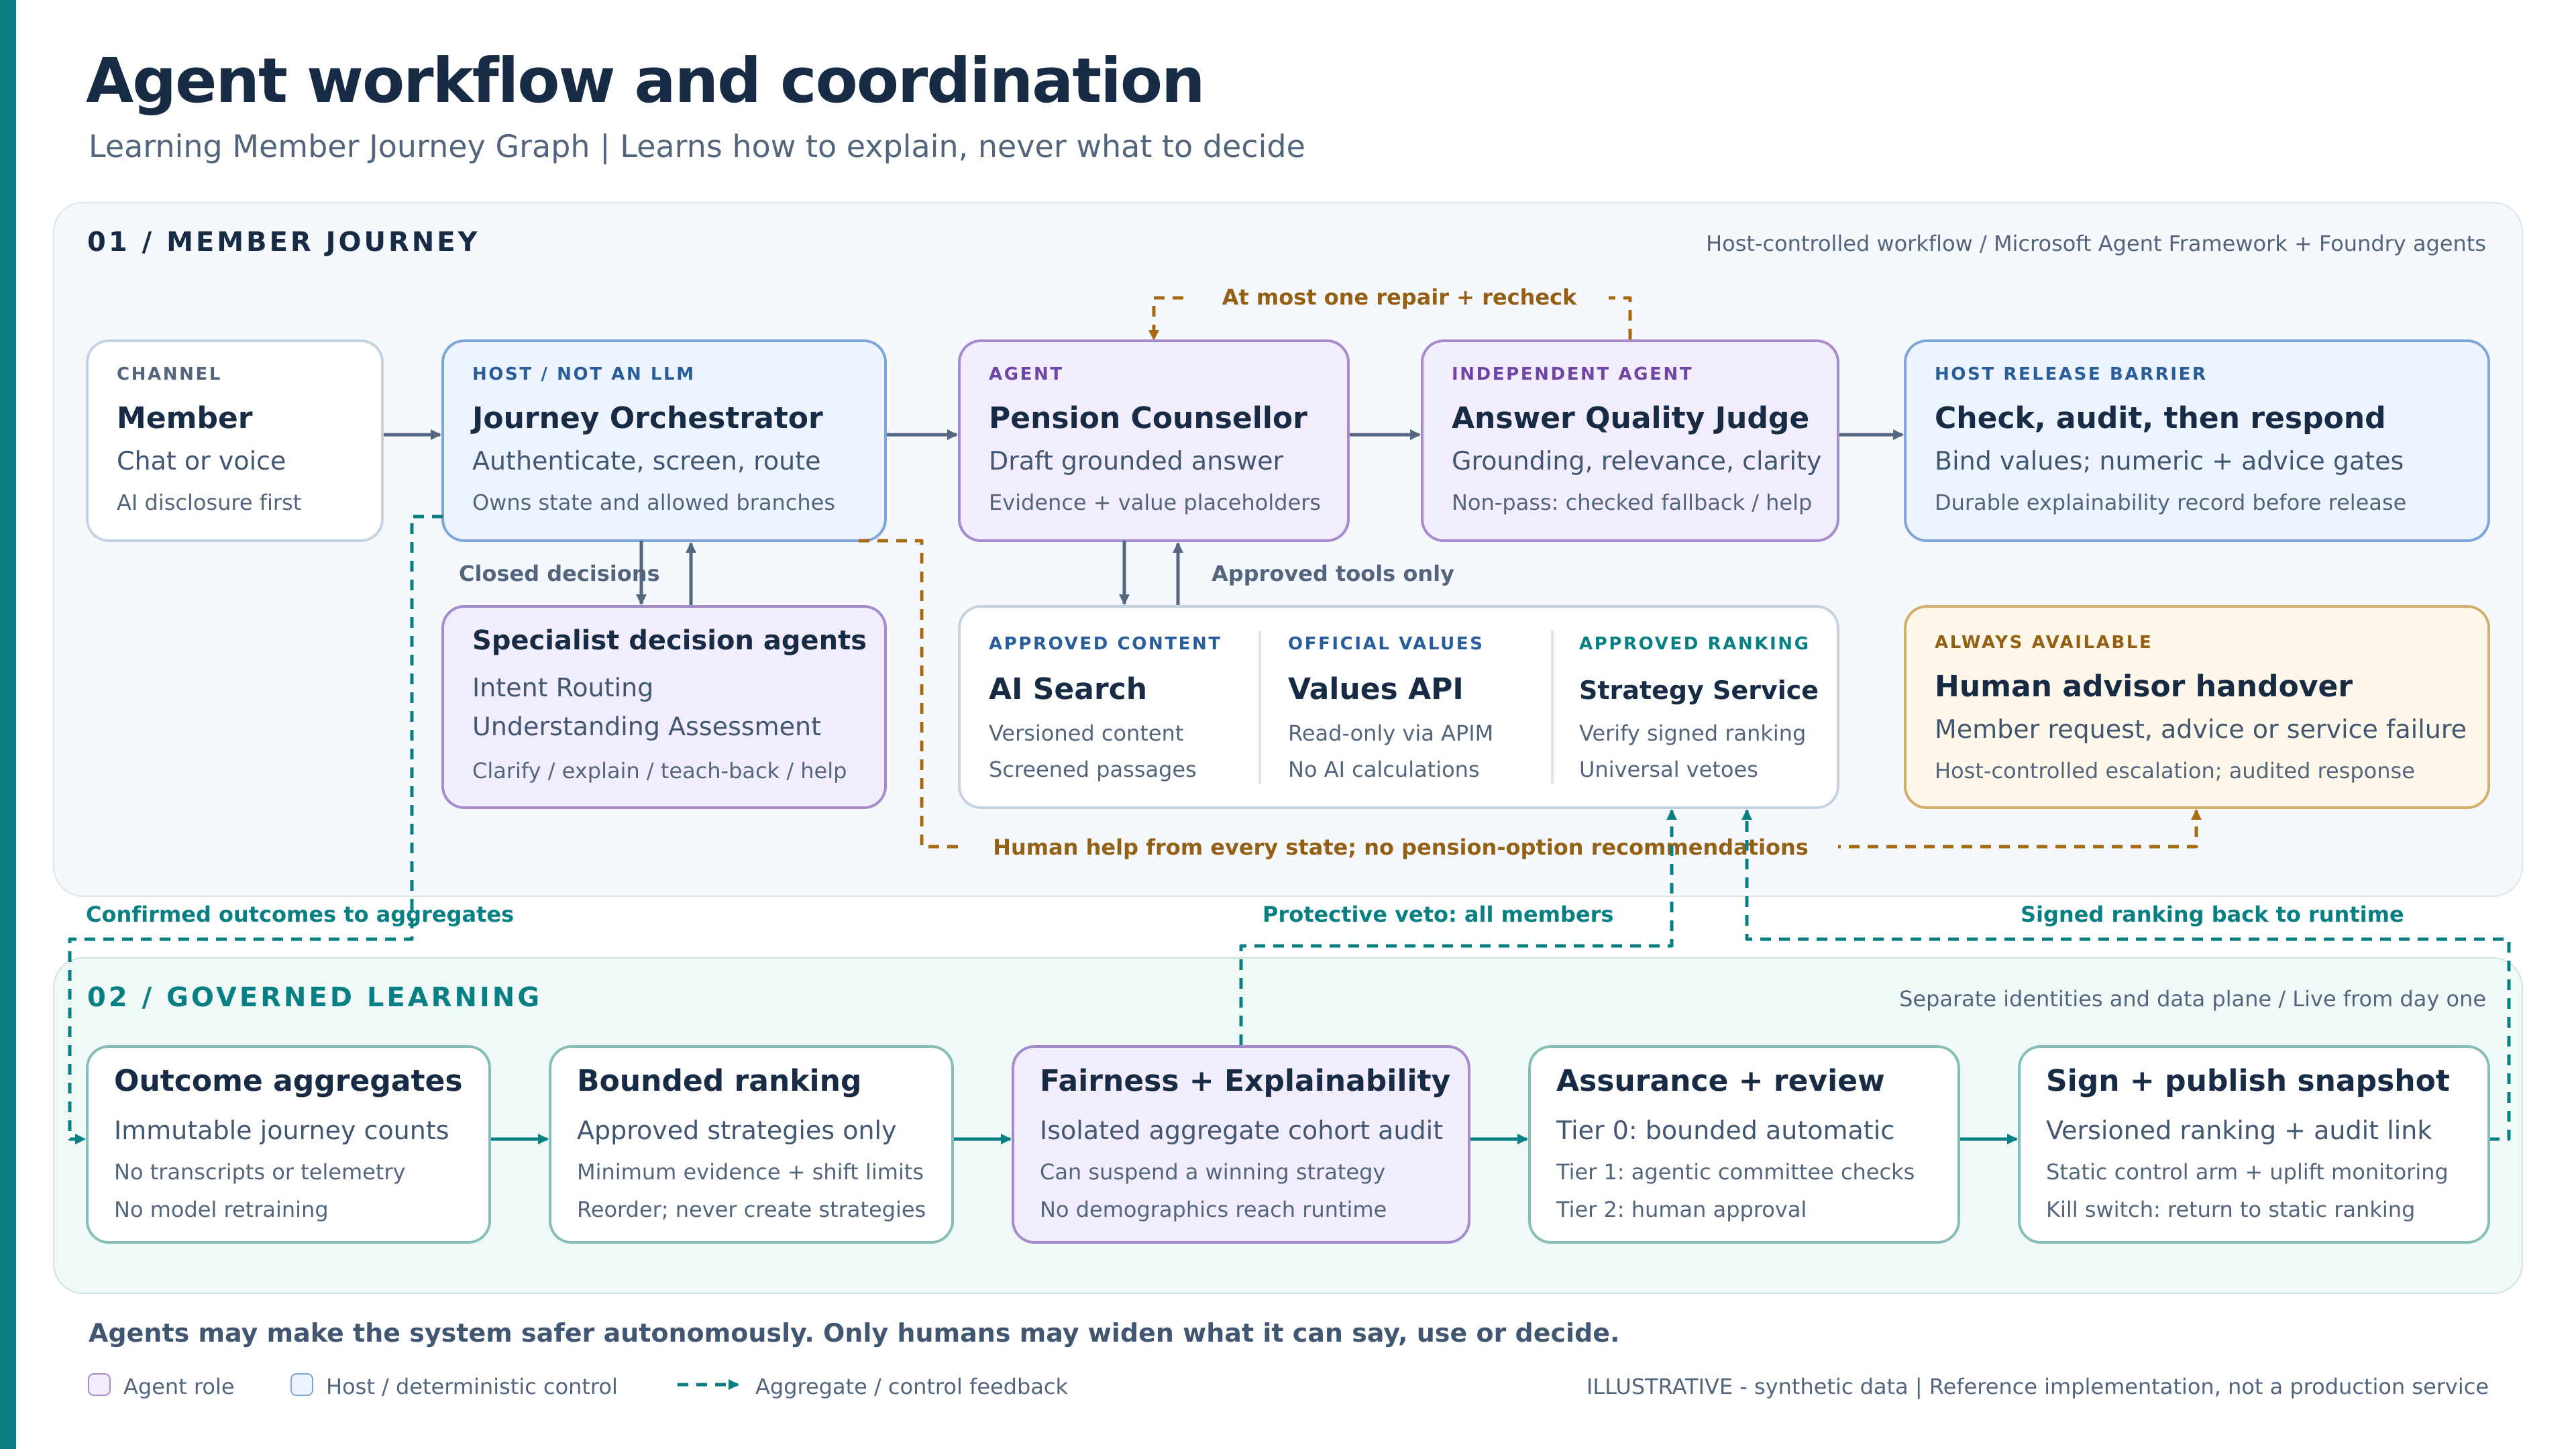 Agent workflow and coordination
Learning Member Journey Graph | Learns how to explain, never what to decide
01 / MEMBER JOURNEY
Host-controlled workflow / Microsoft Agent Framework + Foundry agents
At most one repair + recheck
CHANNEL
Member
Chat or voice
AI disclosure first
HOST / NOT AN LLM
Journey Orchestrator
Authenticate, screen, route
Owns state and allowed branches
AGENT
Pension Counsellor
Draft grounded answer
Evidence + value placeholders
INDEPENDENT AGENT
Answer Quality Judge
Grounding, relevance, clarity
Non-pass: checked fallback / help
HOST RELEASE BARRIER
Check, audit, then respond
Bind values; numeric + advice gates
Durable explainability record before release
Closed decisions
Approved tools only
Specialist decision agents
Intent Routing
Understanding Assessment
Clarify / explain / teach-back / help
APPROVED CONTENT
AI Search
Versioned content
Screened passages
OFFICIAL VALUES
Values API
Read-only via APIM
No AI calculations
APPROVED RANKING
Strategy Service
Verify signed ranking
Universal vetoes
ALWAYS AVAILABLE
Human advisor handover
Member request, advice or service failure
Host-controlled escalation; audited response
Human help from every state; no pension-option recommendations
Confirmed outcomes to aggregates
Protective veto: all members
Signed ranking back to runtime
02 / GOVERNED LEARNING
Separate identities and data plane / Live from day one
Outcome aggregates
Immutable journey counts
No transcripts or telemetry
No model retraining
Bounded ranking
Approved strategies only
Minimum evidence + shift limits
Reorder; never create strategies
Fairness + Explainability
Isolated aggregate cohort audit
Can suspend a winning strategy
No demographics reach runtime
Assurance + review
Tier 0: bounded automatic
Tier 1: agentic committee checks
Tier 2: human approval
Sign + publish snapshot
Versioned ranking + audit link
Static control arm + uplift monitoring
Kill switch: return to static ranking
Agents may make the system safer autonomously. Only humans may widen what it can say, use or decide.
Agent role
Host / deterministic control
Aggregate / control feedback
ILLUSTRATIVE - synthetic data | Reference implementation, not a production service